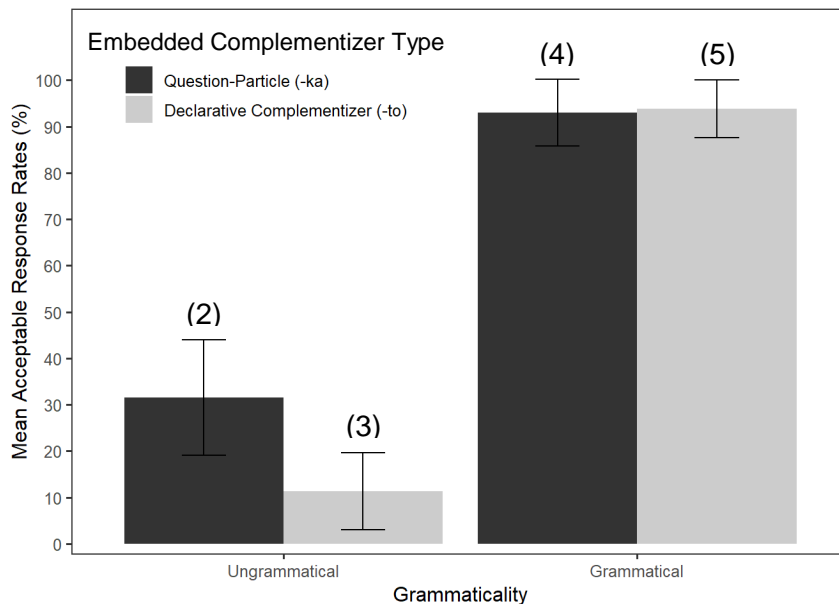 Embedded Complementizer Type
Question-Particle (-ka)
Declarative Complementizer (-to)
(4)
(5)
(2)
(3)
Mean Acceptable Response Rates (%)
100
90
80
70
60
50
40
30
20
10
0
Ungrammatical
Grammatical
Grammaticality